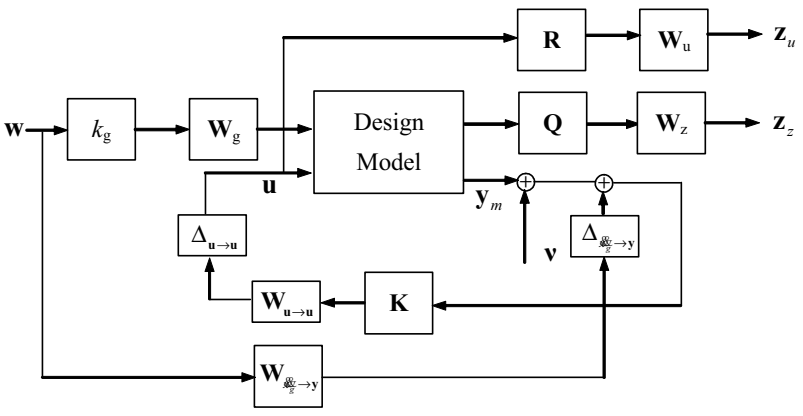 R
W_u
z_u
w
k_g
W_g
Design
Model
Q
W_z
z_z
u
y_m
+
+
Δ_u→u
v
Δ
→y
W_u→u
K
W
→y